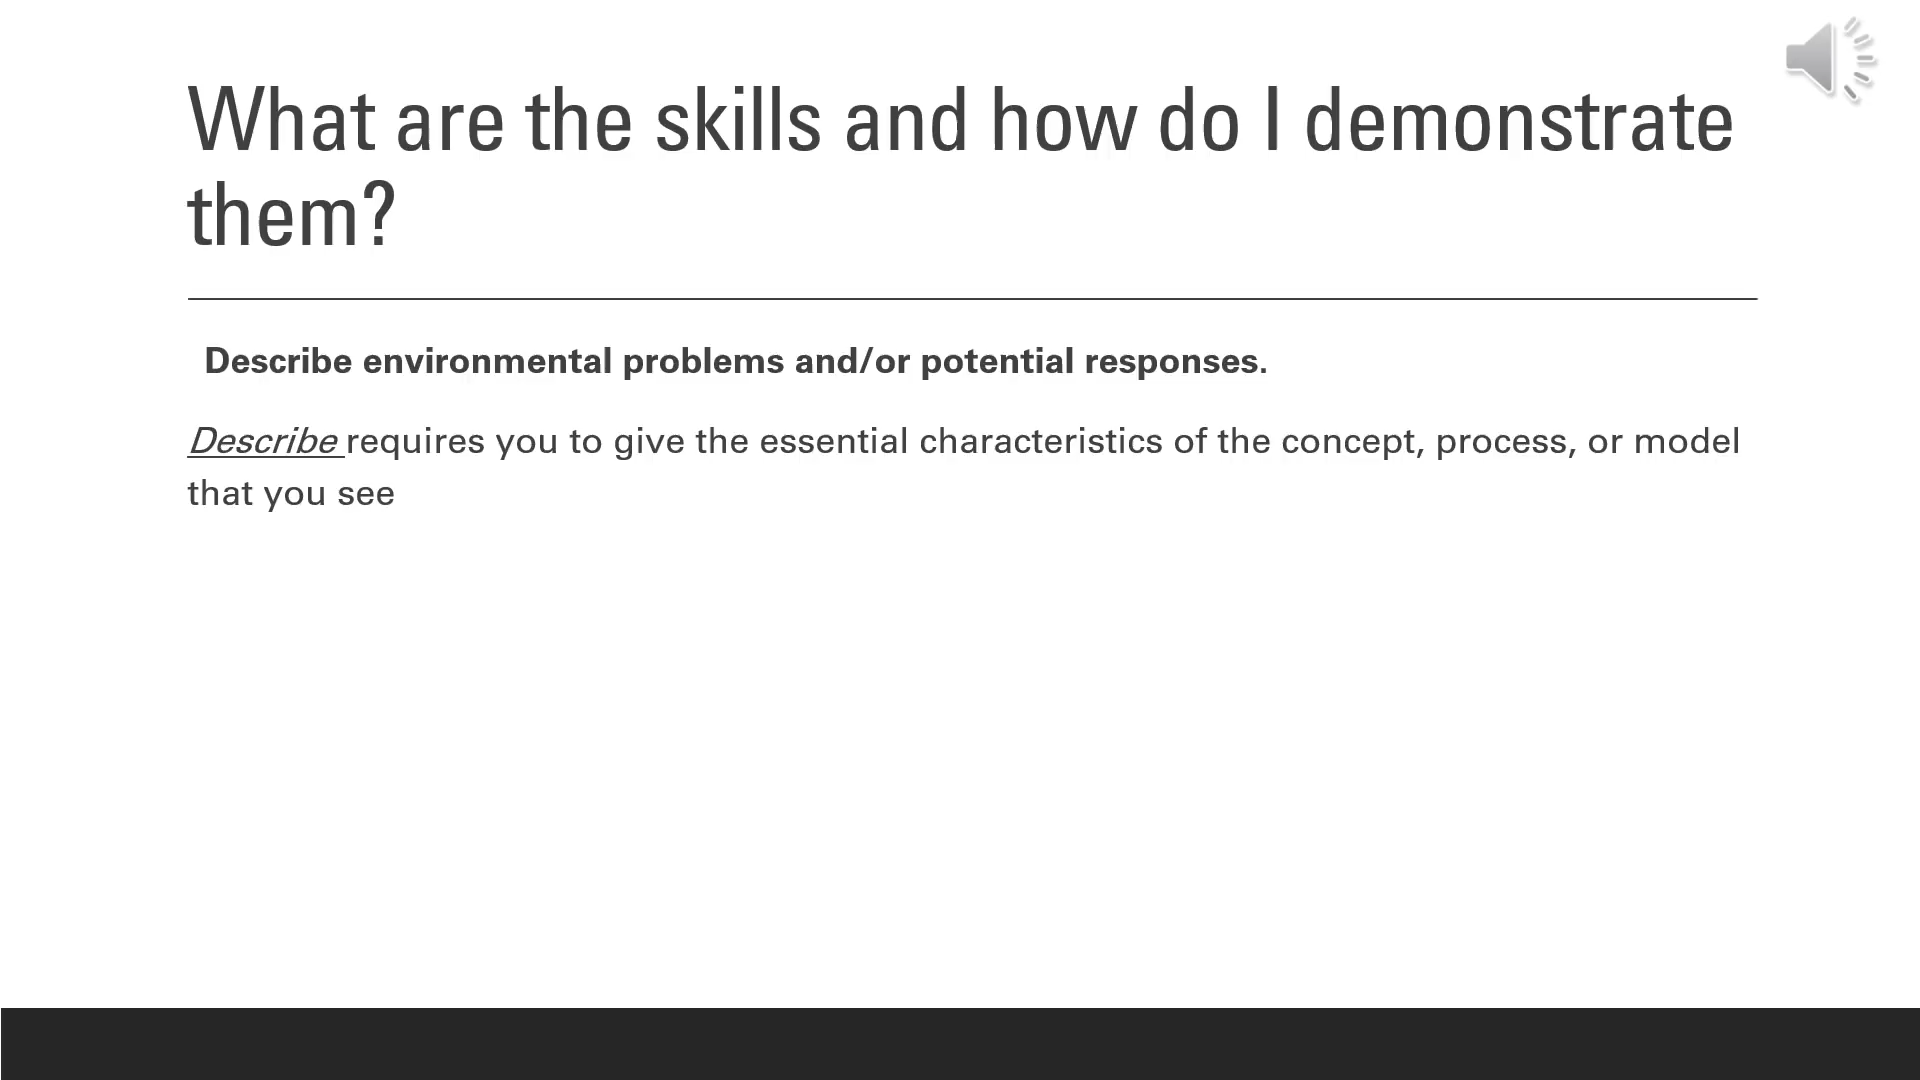 What are the skills and how do I demonstrate
them?
Describe environmental problems and/or potential responses.
Describe requires you to give the essential characteristics of the concept, process, or model
that you see